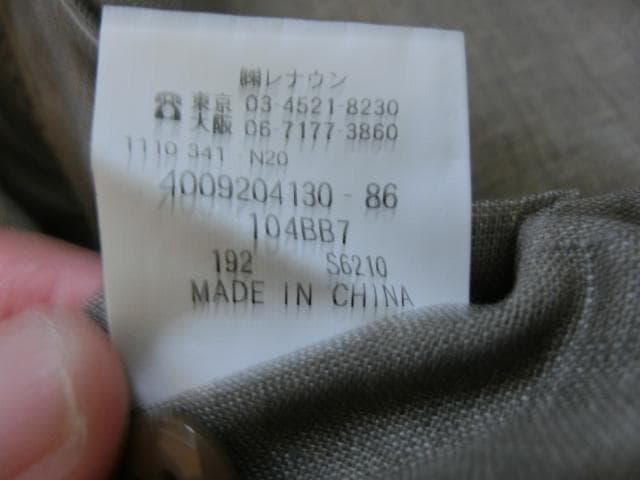 ㈱レナウン
☎ 東京 03-4521-8230
大阪 06-7177-3860
1110 341 - N20
4009204130 - 86
104BB7
192 S6210
MADE IN CHINA